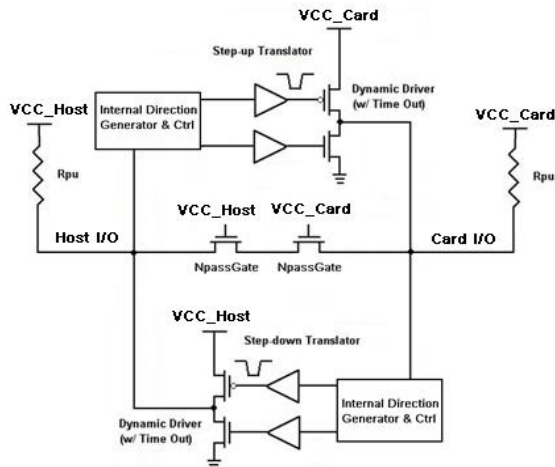 VCC_Card
Step-up Translator
Dynamic Driver
(w/ Time Out)
VCC_Host
Internal Direction
Generator & Ctrl
VCC_Card
Rpu
Rpu
VCC_Host
VCC_Card
Host I/O
Card I/O
NpassGate
NpassGate
VCC_Host
Step-down Translator
Internal Direction
Generator & Ctrl
Dynamic Driver
(w/ Time Out)